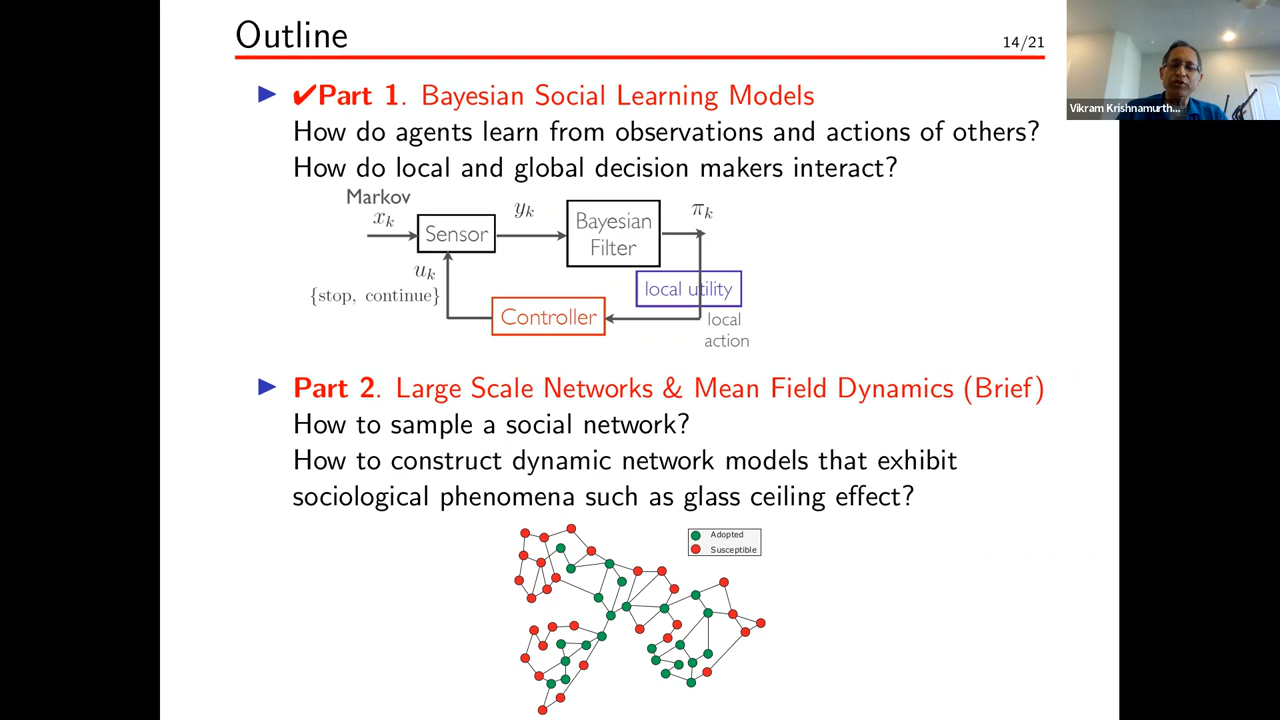 Outline
14/21
✔Part 1. Bayesian Social Learning Models
How do agents learn from observations and actions of others?
How do local and global decision makers interact?
Markov
x_k
Sensor
y_k
Bayesian
Filter
π_k
u_k
{stop, continue}
local utility
Controller
local
action
Part 2. Large Scale Networks & Mean Field Dynamics (Brief)
How to sample a social network?
How to construct dynamic network models that exhibit
sociological phenomena such as glass ceiling effect?
Adopted
Susceptible
Vikram Krishnamurth...